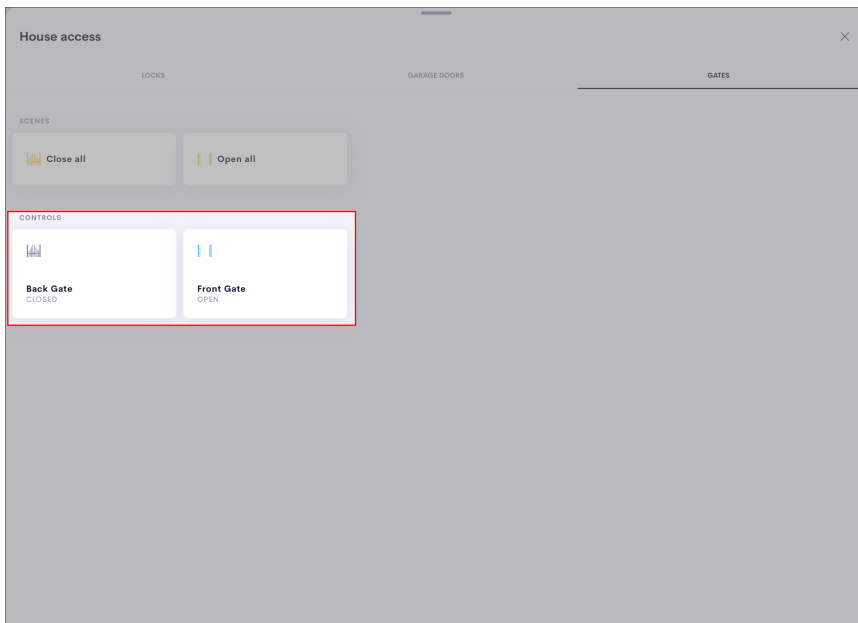 House access
LOCKS
GARAGE DOORS
GATES
SCENES
Close all
Open all
CONTROLS
Back Gate
CLOSED
Front Gate
OPEN